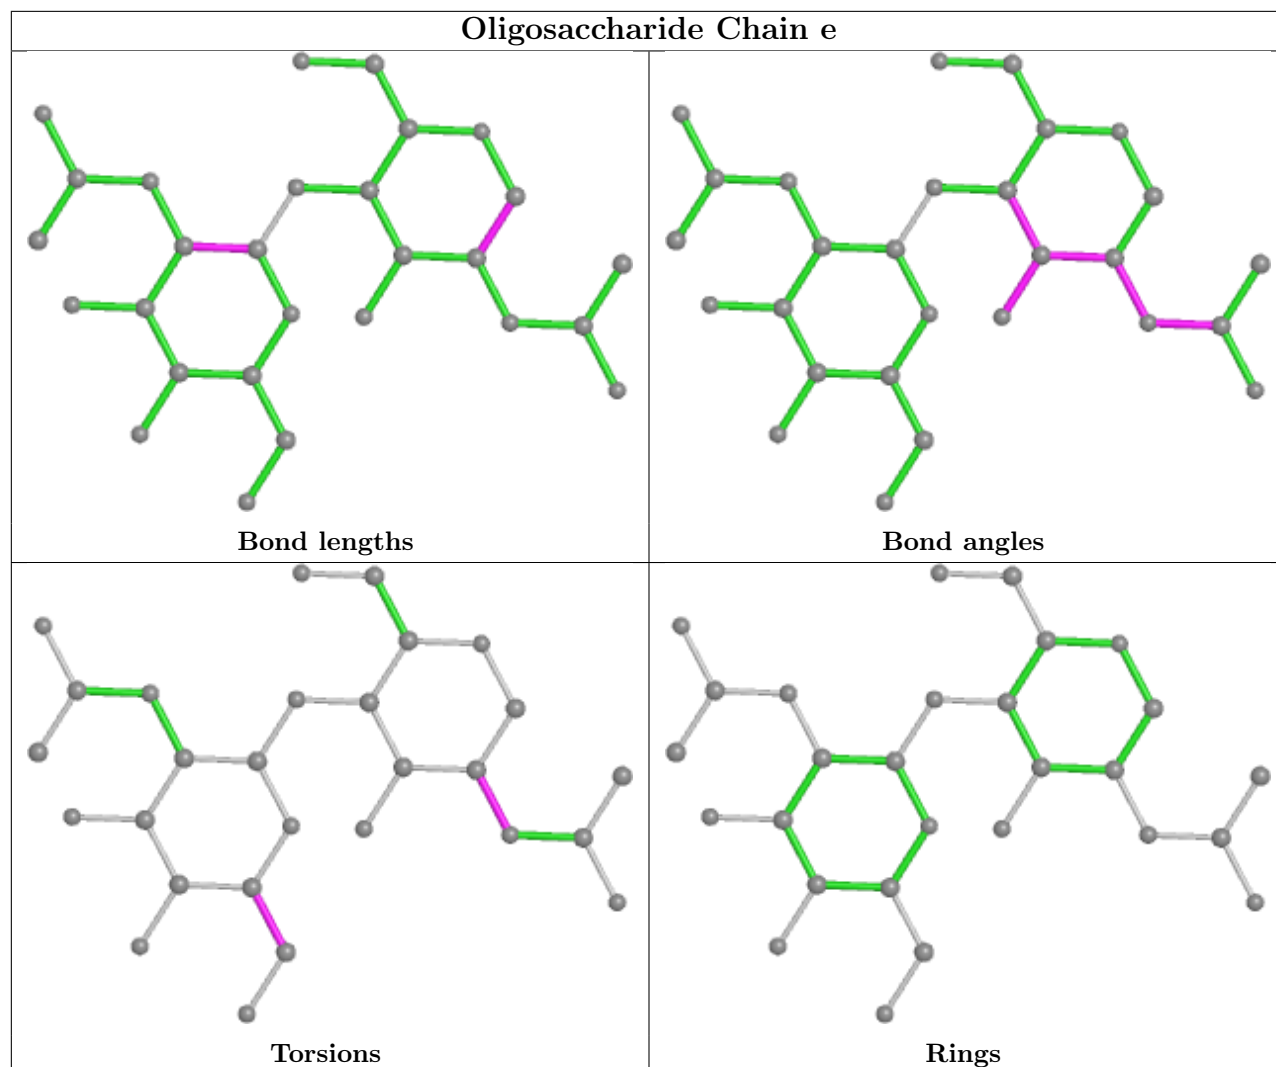 Oligosaccharide Chain e
Bond lengths
Bond angles
Torsions
Rings